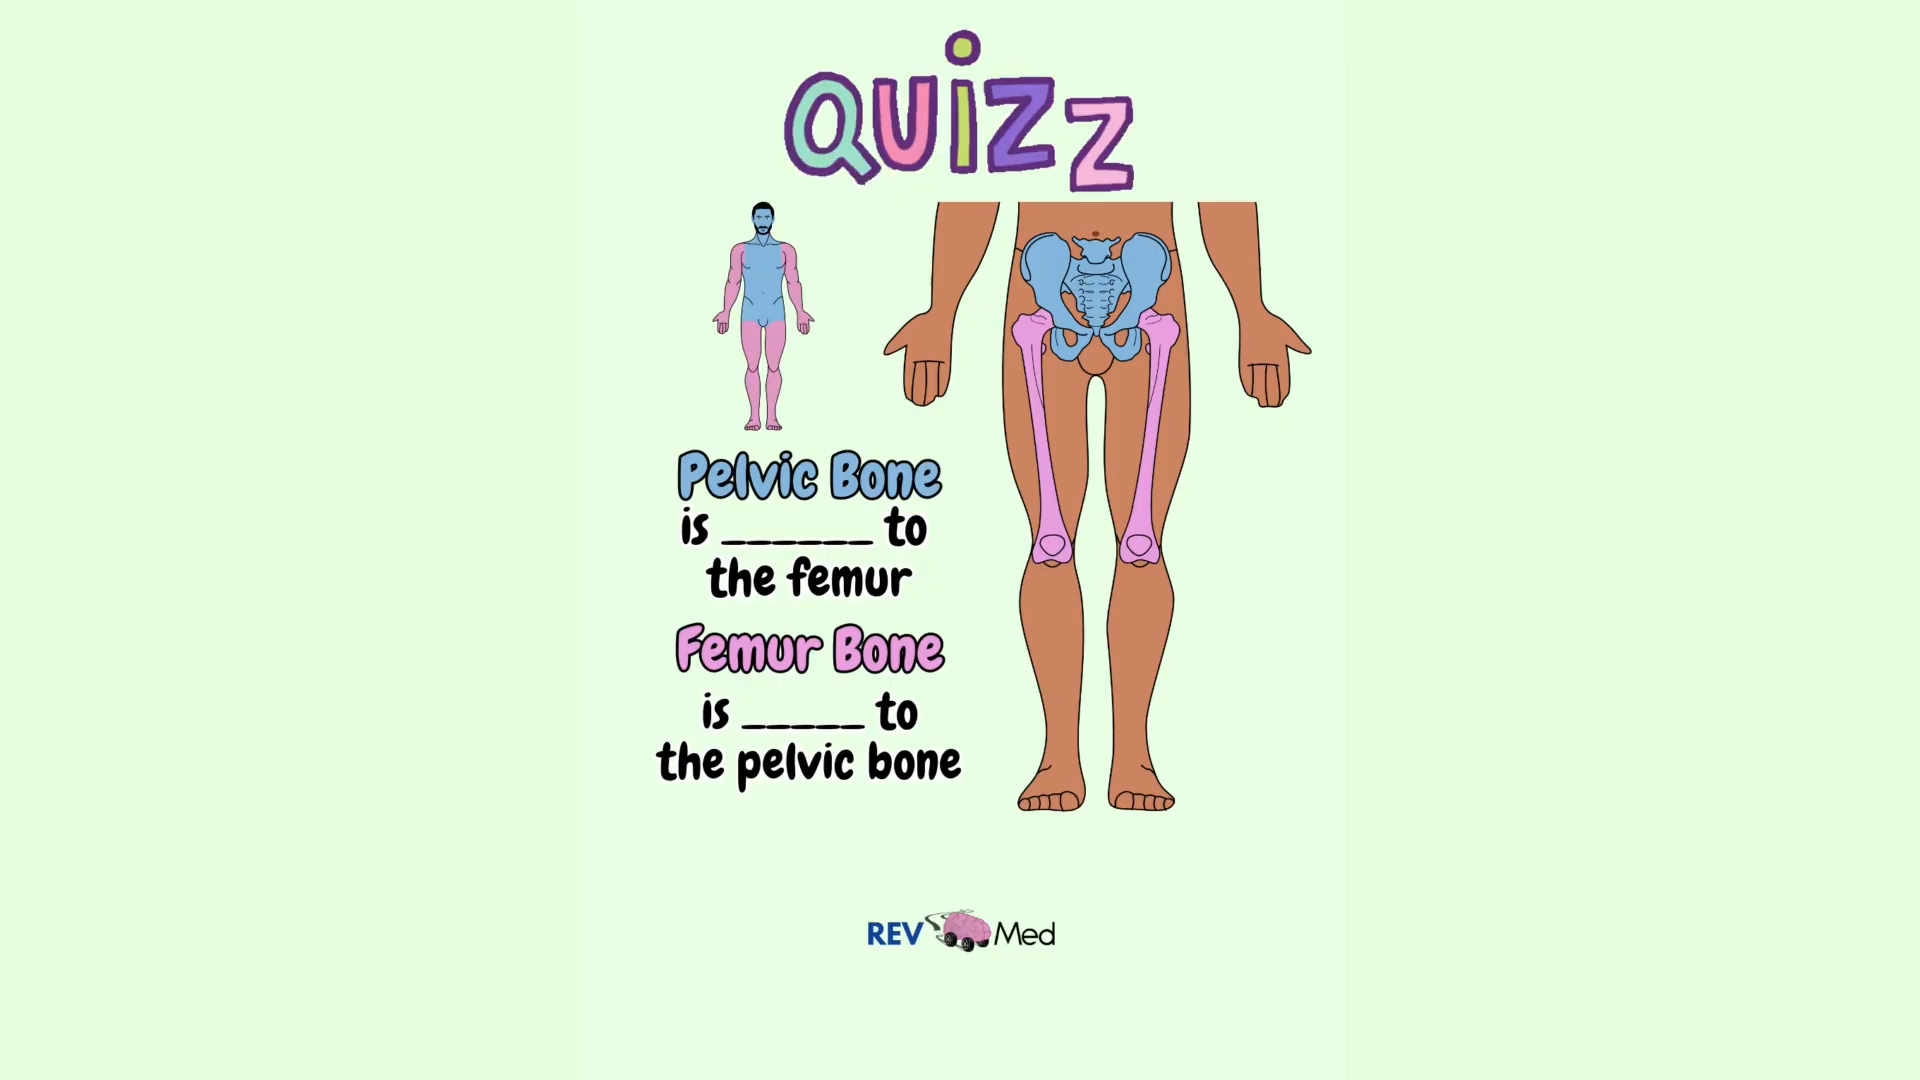 QUiZZ
Pelvic Bone
is ______ to
the femur
Femur Bone
is _____ to
the pelvic bone
REV Med